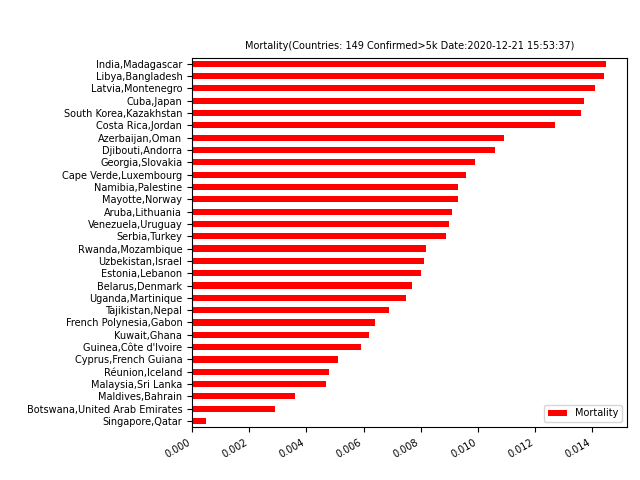 Mortality(Countries: 149 Confirmed>5k Date:2020-12-21 15:53:37)
India,Madagascar
Libya,Bangladesh
Latvia,Montenegro
Cuba,Japan
South Korea,Kazakhstan
Costa Rica,Jordan
Azerbaijan,Oman
Djibouti,Andorra
Georgia,Slovakia
Cape Verde,Luxembourg
Namibia,Palestine
Mayotte,Norway
Aruba,Lithuania
Venezuela,Uruguay
Serbia,Turkey
Rwanda,Mozambique
Uzbekistan,Israel
Estonia,Lebanon
Belarus,Denmark
Uganda,Martinique
Tajikistan,Nepal
French Polynesia,Gabon
Kuwait,Ghana
Guinea,Côte d'Ivoire
Cyprus,French Guiana
Réunion,Iceland
Malaysia,Sri Lanka
Maldives,Bahrain
Botswana,United Arab Emirates
Singapore,Qatar
Mortality
0.000 0.002 0.004 0.006 0.008 0.010 0.012 0.014